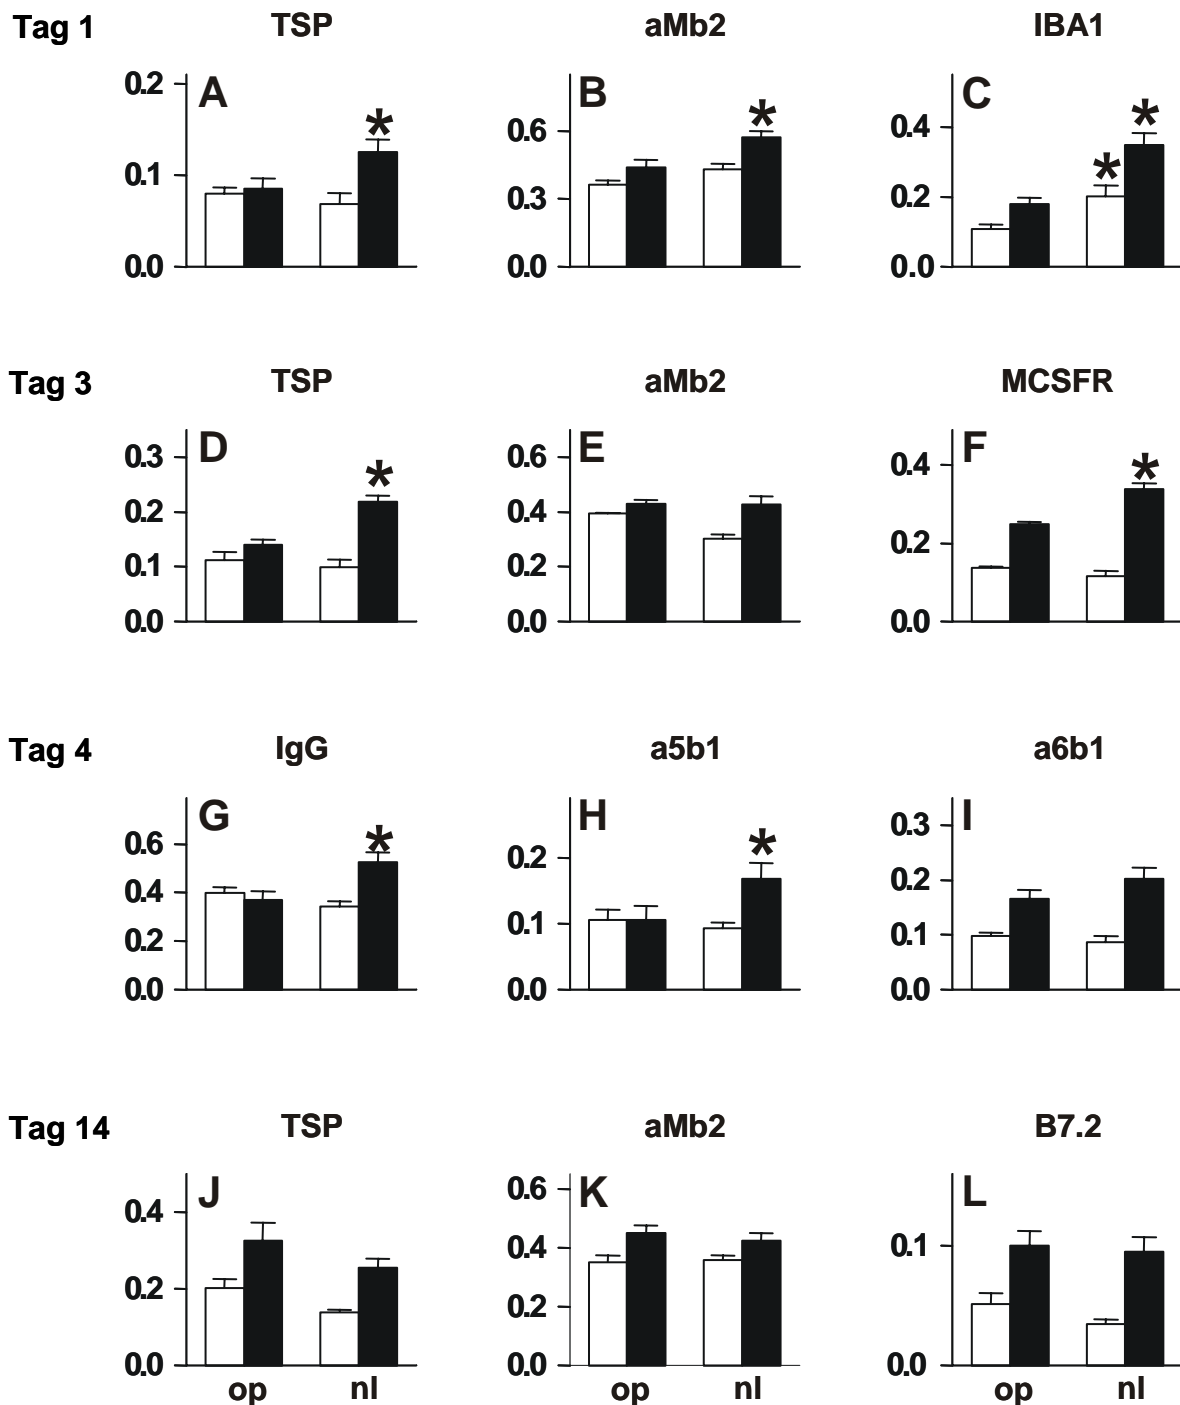 Tag 1 TSP aMb2 IBA1
A B C
0.2 0.1 0.0
0.6 0.3 0.0
0.4 0.2 0.0
* * * *
Tag 3 TSP aMb2 MCSFR
D E F
0.3 0.2 0.1 0.0
0.6 0.4 0.2 0.0
0.4 0.2 0.0
* *
Tag 4 IgG a5b1 a6b1
G H I
0.6 0.4 0.2 0.0
0.2 0.1 0.0
0.3 0.2 0.1 0.0
* *
Tag 14 TSP aMb2 B7.2
J K L
0.4 0.2 0.0
0.6 0.4 0.2 0.0
0.1 0.0
op nl op nl op nl